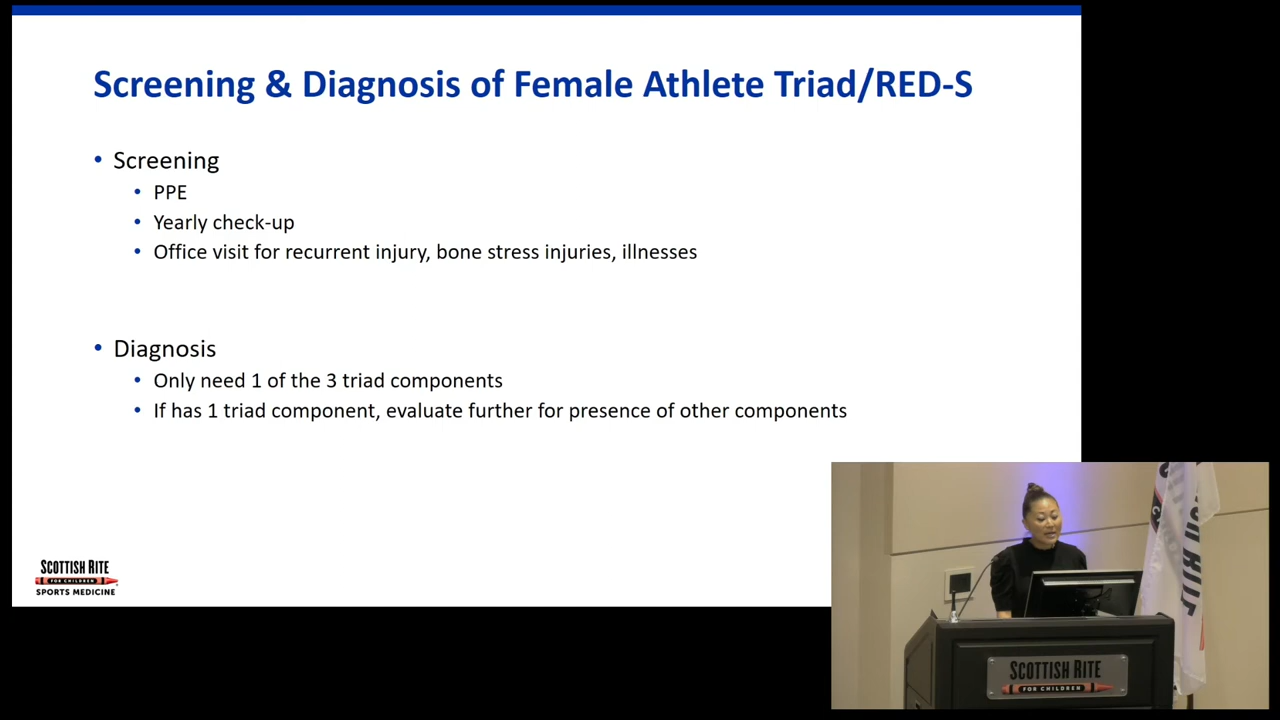 Screening & Diagnosis of Female Athlete Triad/RED-S
• Screening
• PPE
• Yearly check-up
• Office visit for recurrent injury, bone stress injuries, illnesses
• Diagnosis
• Only need 1 of the 3 triad components
• If has 1 triad component, evaluate further for presence of other components
SCOTTISH RITE
FOR CHILDREN
SPORTS MEDICINE
SCOTTISH RITE
FOR CHILDREN